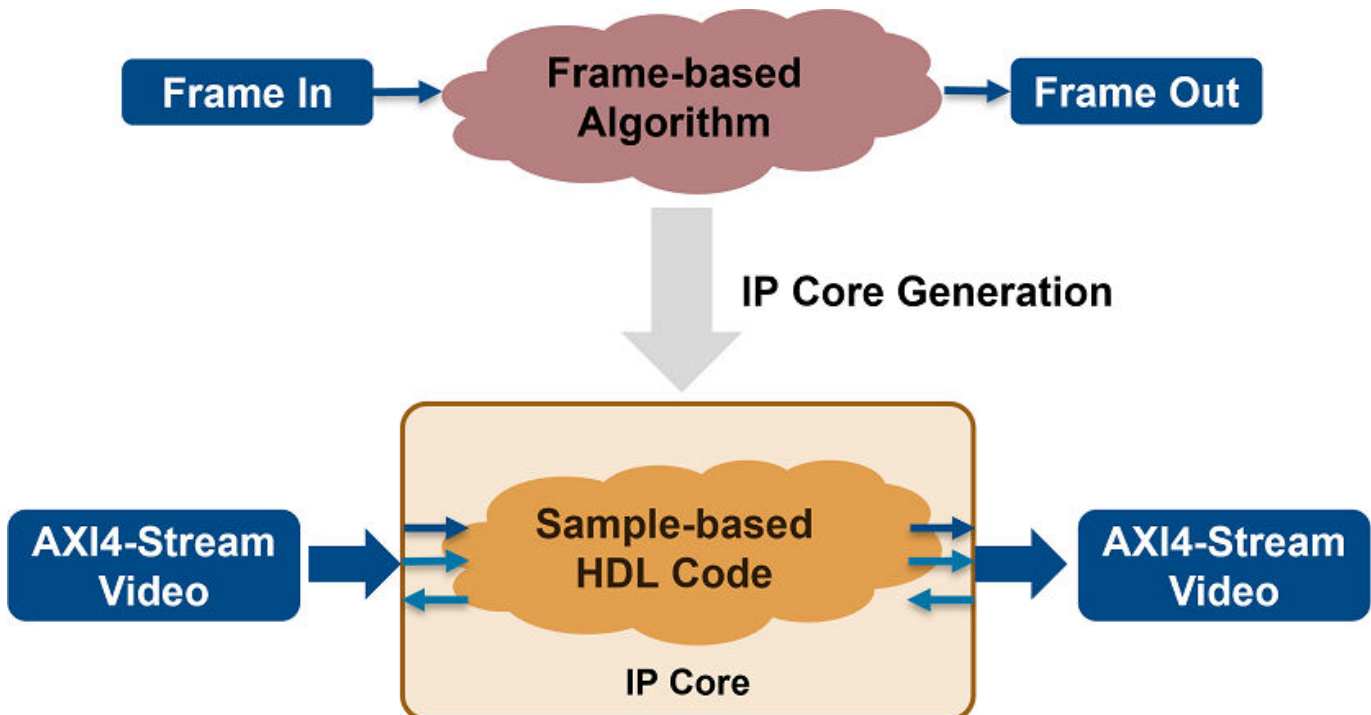 Frame In
Frame-based
Algorithm
Frame Out
IP Core Generation
AXI4-Stream
Video
Sample-based
HDL Code
AXI4-Stream
Video
IP Core